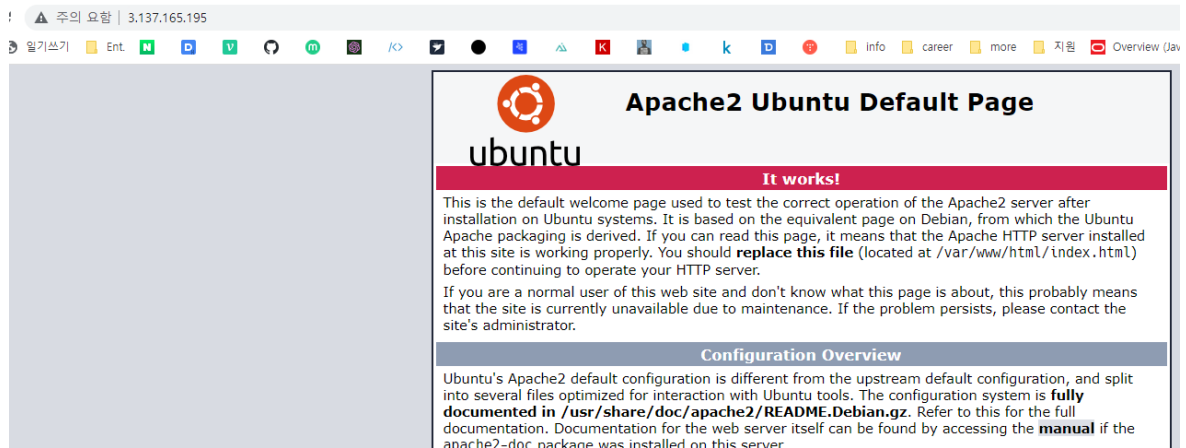 주의 요함 | 3.137.165.195
일기쓰기 Ent. info career more 지원 Overview (Jav
ubuntu
Apache2 Ubuntu Default Page
It works!
This is the default welcome page used to test the correct operation of the Apache2 server after
installation on Ubuntu systems. It is based on the equivalent page on Debian, from which the Ubuntu
Apache packaging is derived. If you can read this page, it means that the Apache HTTP server installed
at this site is working properly. You should replace this file (located at /var/www/html/index.html)
before continuing to operate your HTTP server.
If you are a normal user of this web site and don't know what this page is about, this probably means
that the site is currently unavailable due to maintenance. If the problem persists, please contact the
site's administrator.
Configuration Overview
Ubuntu's Apache2 default configuration is different from the upstream default configuration, and split
into several files optimized for interaction with Ubuntu tools. The configuration system is fully
documented in /usr/share/doc/apache2/README.Debian.gz. Refer to this for the full
documentation. Documentation for the web server itself can be found by accessing the manual if the
apache2-doc package was installed on this server.